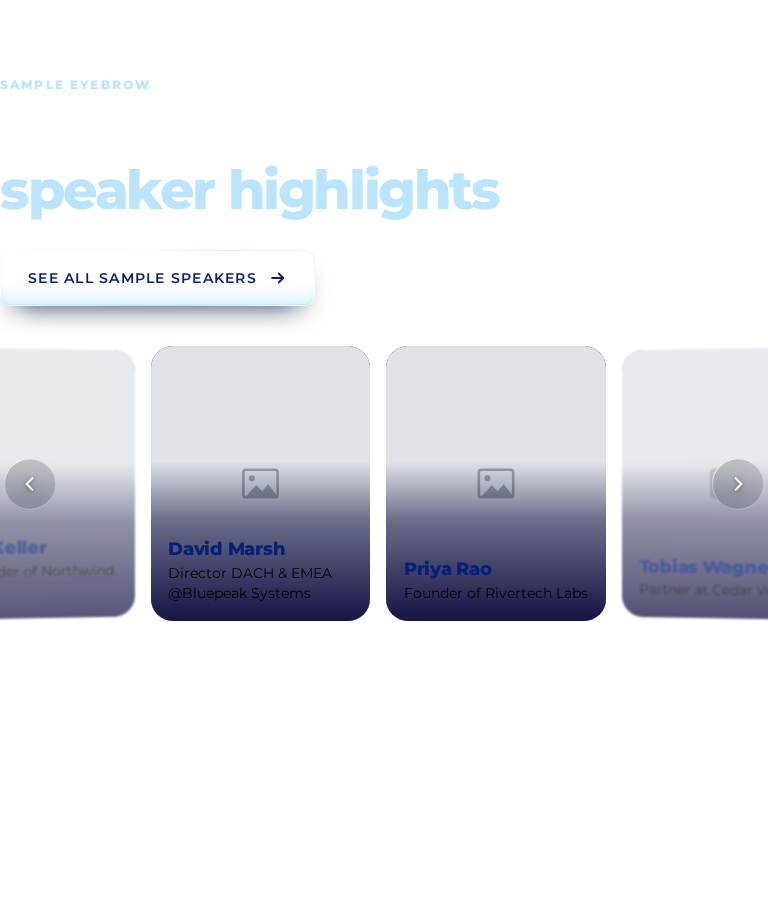 SAMPLE EYEBROW
speaker highlights
SEE ALL SAMPLE SPEAKERS
Keller
der of Northwind
David Marsh
Director DACH & EMEA
@Bluepeak Systems
Priya Rao
Founder of Rivertech Labs
Tobias Wagne
Partner at Cedar V